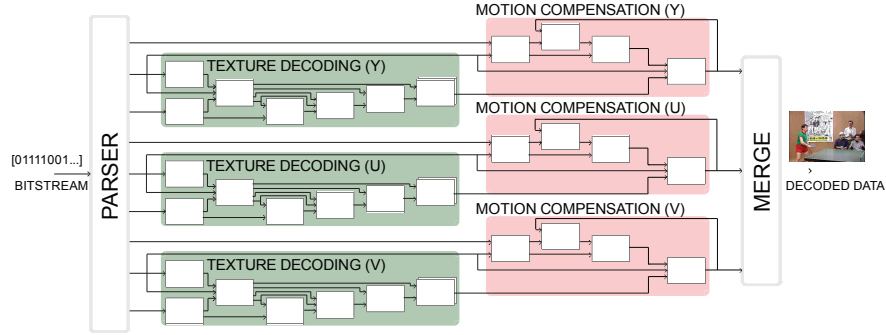 MOTION COMPENSATION (Y)
TEXTURE DECODING (Y)
MOTION COMPENSATION (U)
[01111001...]
BITSTREAM
PARSER
TEXTURE DECODING (U)
MERGE
DECODED DATA
MOTION COMPENSATION (V)
TEXTURE DECODING (V)